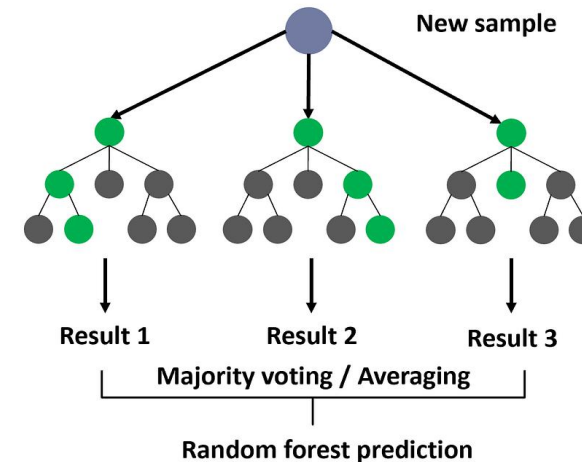 New sample
Result 1
Result 2
Result 3
Majority voting / Averaging
Random forest prediction